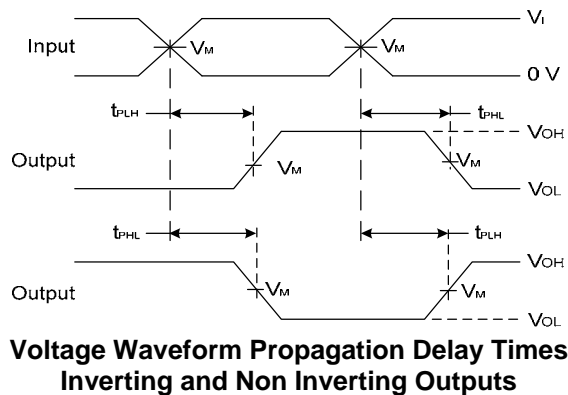 VI
Input VM VM
0 V
tPLH tPHL
VOH
Output VM VM
VOL
tPHL tPLH
VOH
Output VM VM
VOL
Voltage Waveform Propagation Delay Times
Inverting and Non Inverting Outputs